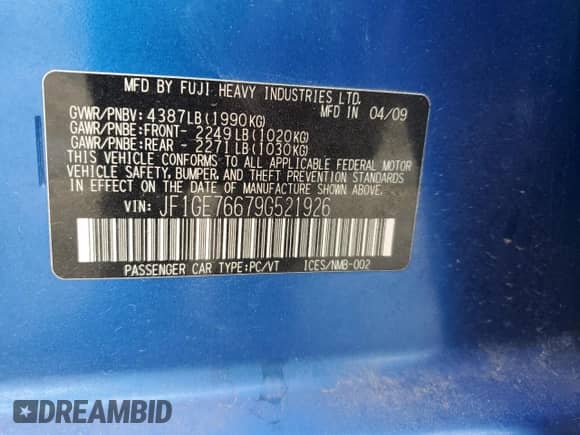 MFD BY FUJI HEAVY INDUSTRIES LTD.
GVWR/PNBV: 4387LB(1990KG) MFD IN 04/09
GAWR/PNBE:FRONT- 2249LB(1020KG)
GAWR/PNBE:REAR - 2271LB(1030KG)
THIS VEHICLE CONFORMS TO ALL APPLICABLE FEDERAL MOTOR
VEHICLE SAFETY, BUMPER, AND THEFT PREVENTION STANDARDS
IN EFFECT ON THE DATE OF MANUFACTURE SHOWN ABOVE.
VIN: JF1GE76679G521926
PASSENGER CAR TYPE:PC/VT ICES/NMB-002
DREAMBID